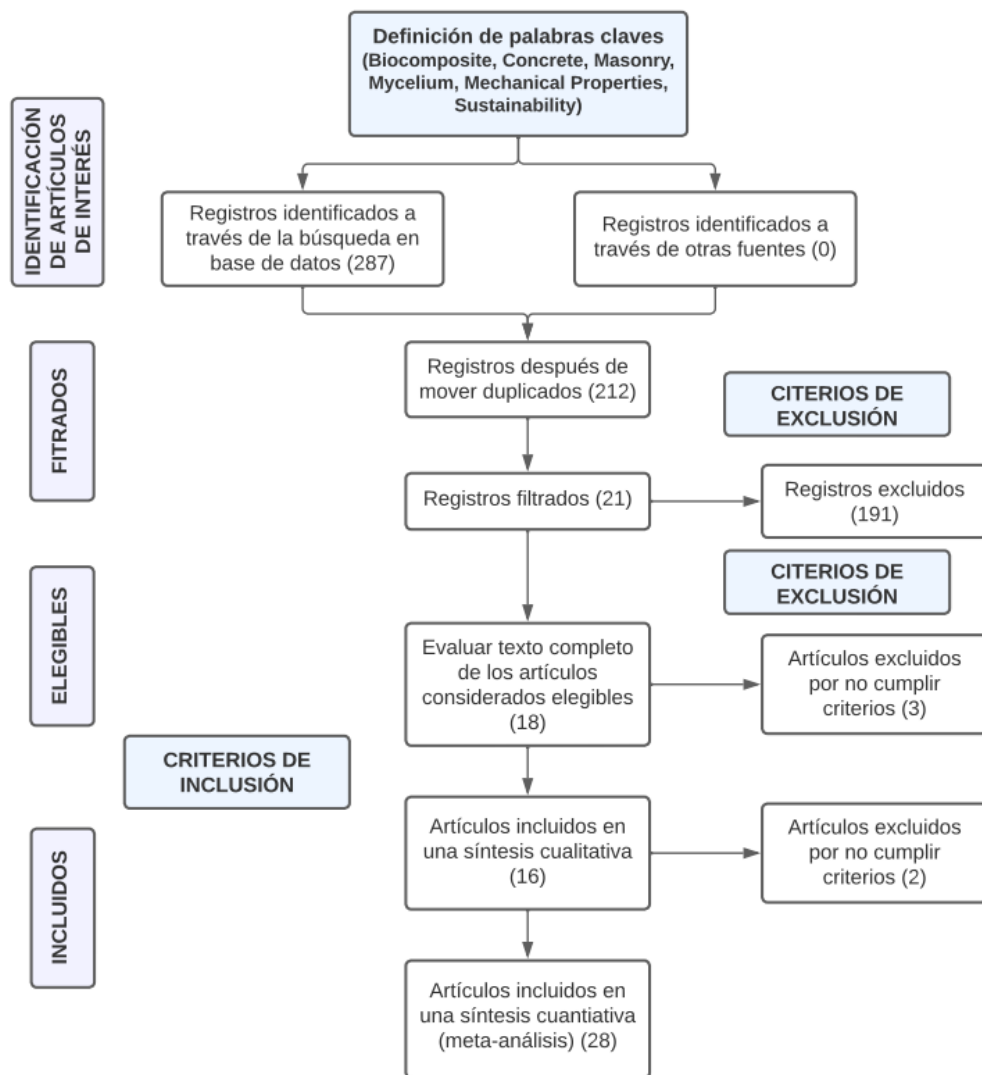 Definición de palabras claves
(Biocomposite, Concrete, Masonry,
Mycelium, Mechanical Properties,
Sustainability)
IDENTIFICACIÓN
DE ARTÍCULOS
DE INTERÉS
Registros identificados a
través de la búsqueda en
base de datos (287)
Registros identificados a
través de otras fuentes (0)
FITRADOS
Registros después de
mover duplicados (212)
CITERIOS DE
EXCLUSIÓN
Registros filtrados (21)
Registros excluidos
(191)
ELEGIBLES
CITERIOS DE
EXCLUSIÓN
Evaluar texto completo
de los artículos
considerados elegibles
(18)
Artículos excluidos
por no cumplir
criterios (3)
CRITERIOS DE
INCLUSIÓN
INCLUIDOS
Artículos incluidos en
una síntesis cualitativa
(16)
Artículos excluidos
por no cumplir
criterios (2)
Artículos incluidos en
una síntesis cuantiativa
(meta-análisis) (28)